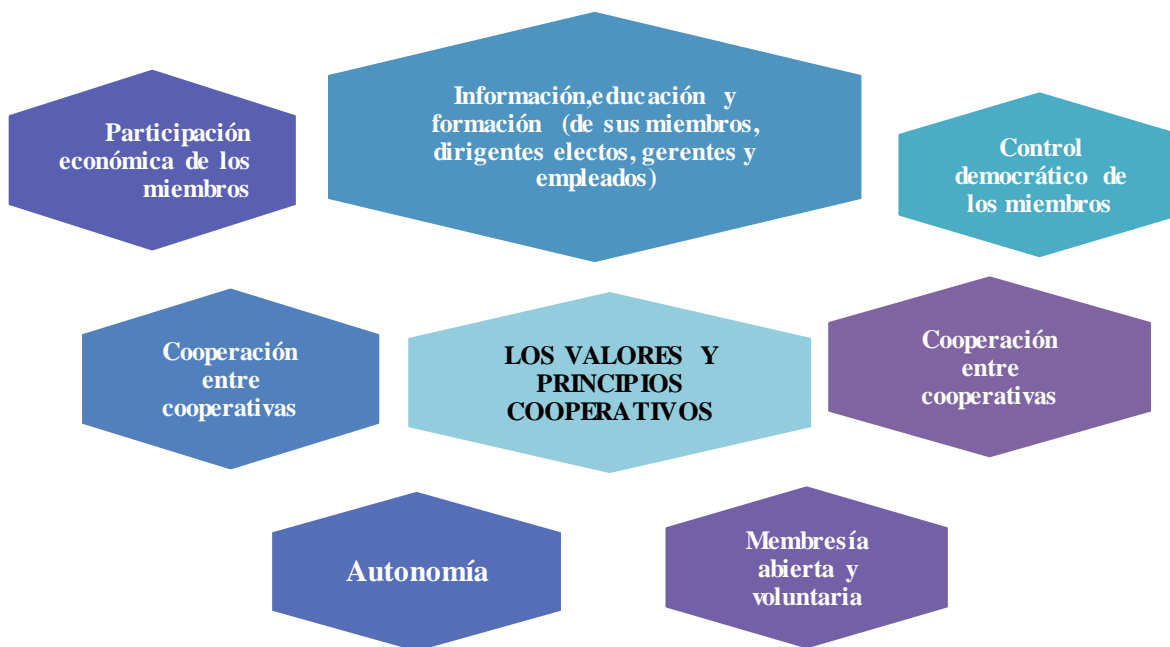 Participación
económica de los
miembros
Información,educación y
formación (de sus miembros,
dirigentes electos, gerentes y
empleados)
Control
democrático de
los miembros
Cooperación
entre
cooperativas
LOS VALORES Y
PRINCIPIOS
COOPERATIVOS
Cooperación
entre
cooperativas
Autonomía
Membresía
abierta y
voluntaria